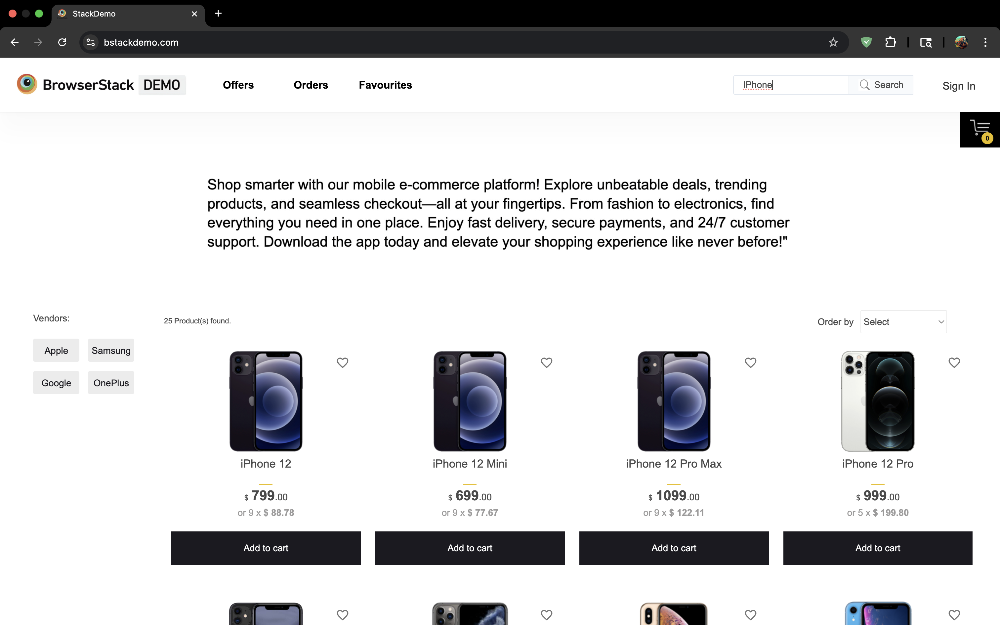 StackDemo
bstackdemo.com
BrowserStack DEMO
Offers
Orders
Favourites
IPhone
Search
Sign In
0
Shop smarter with our mobile e-commerce platform! Explore unbeatable deals, trending
products, and seamless checkout—all at your fingertips. From fashion to electronics, find
everything you need in one place. Enjoy fast delivery, secure payments, and 24/7 customer
support. Download the app today and elevate your shopping experience like never before!"
Vendors:
Apple
Samsung
Google
OnePlus
25 Product(s) found.
Order by
Select
iPhone 12
$ 799.00
or 9 x $ 88.78
Add to cart
iPhone 12 Mini
$ 699.00
or 9 x $ 77.67
Add to cart
iPhone 12 Pro Max
$ 1099.00
or 9 x $ 122.11
Add to cart
iPhone 12 Pro
$ 999.00
or 5 x $ 199.80
Add to cart